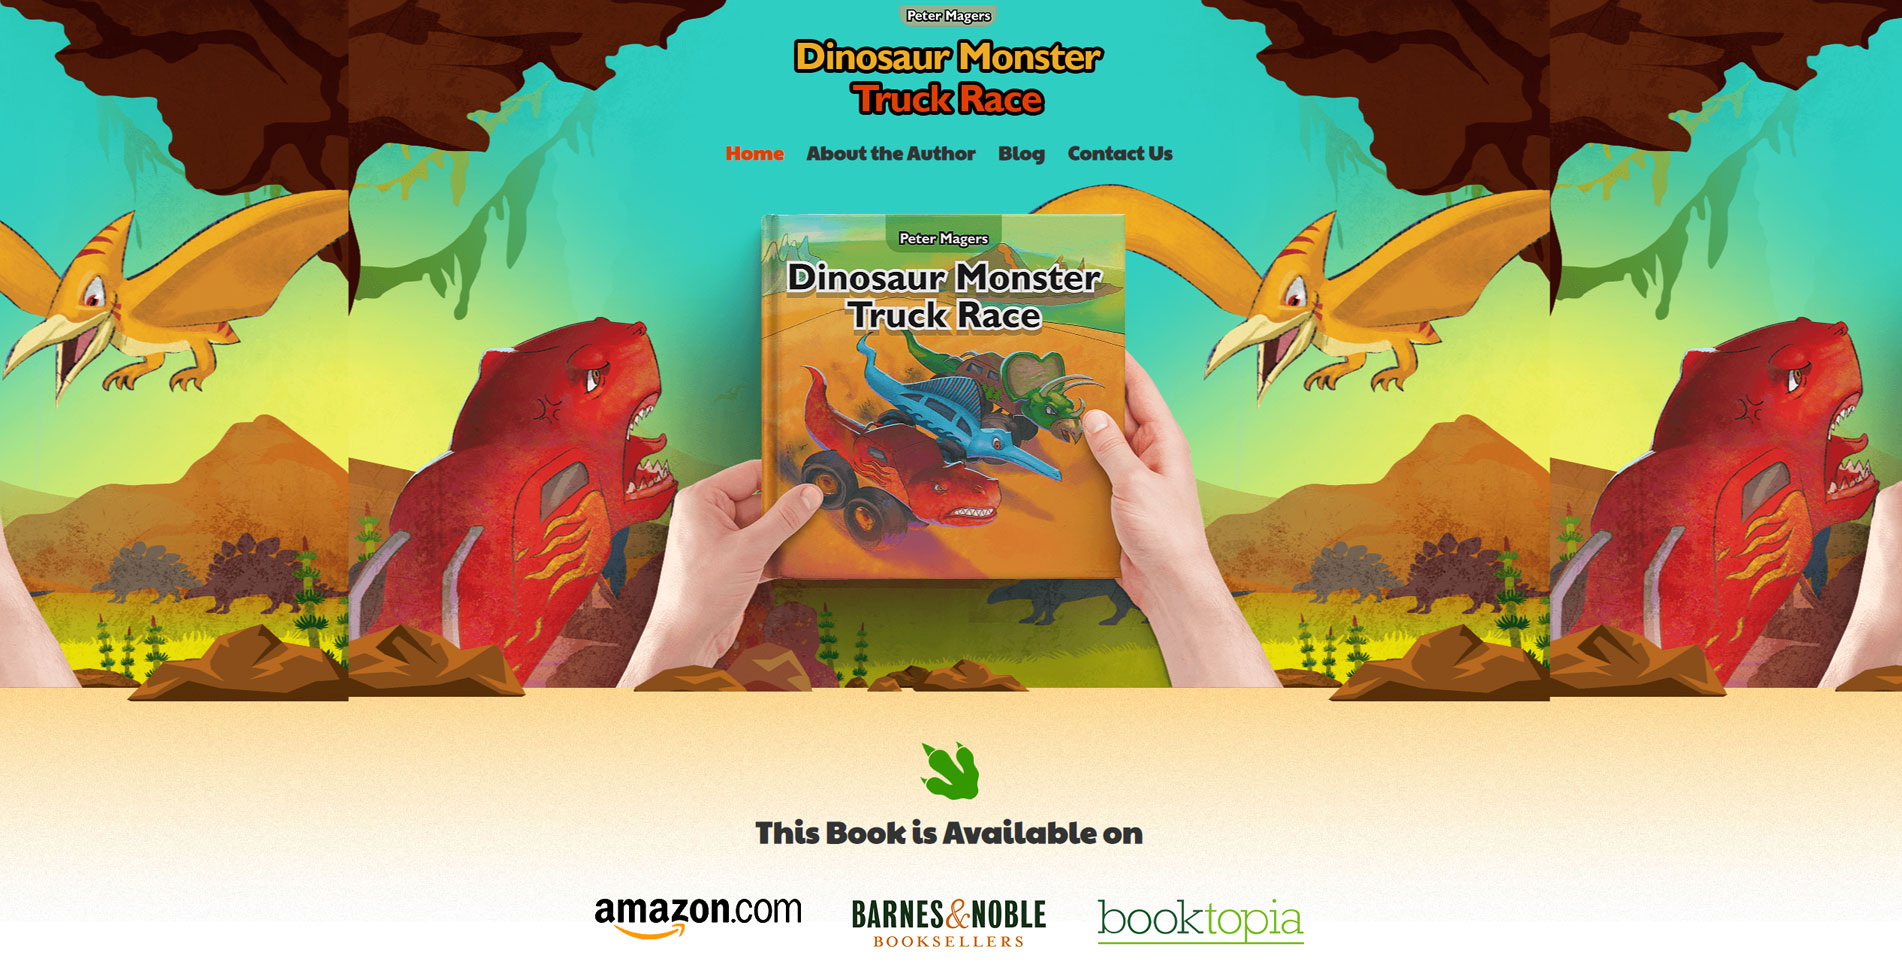 Peter Magers
Dinosaur Monster
Truck Race
Home About the Author Blog Contact Us
Peter Magers
Dinosaur Monster
Truck Race
This Book is Available on
amazon.com
BARNES&NOBLE
BOOKSELLERS
booktopia